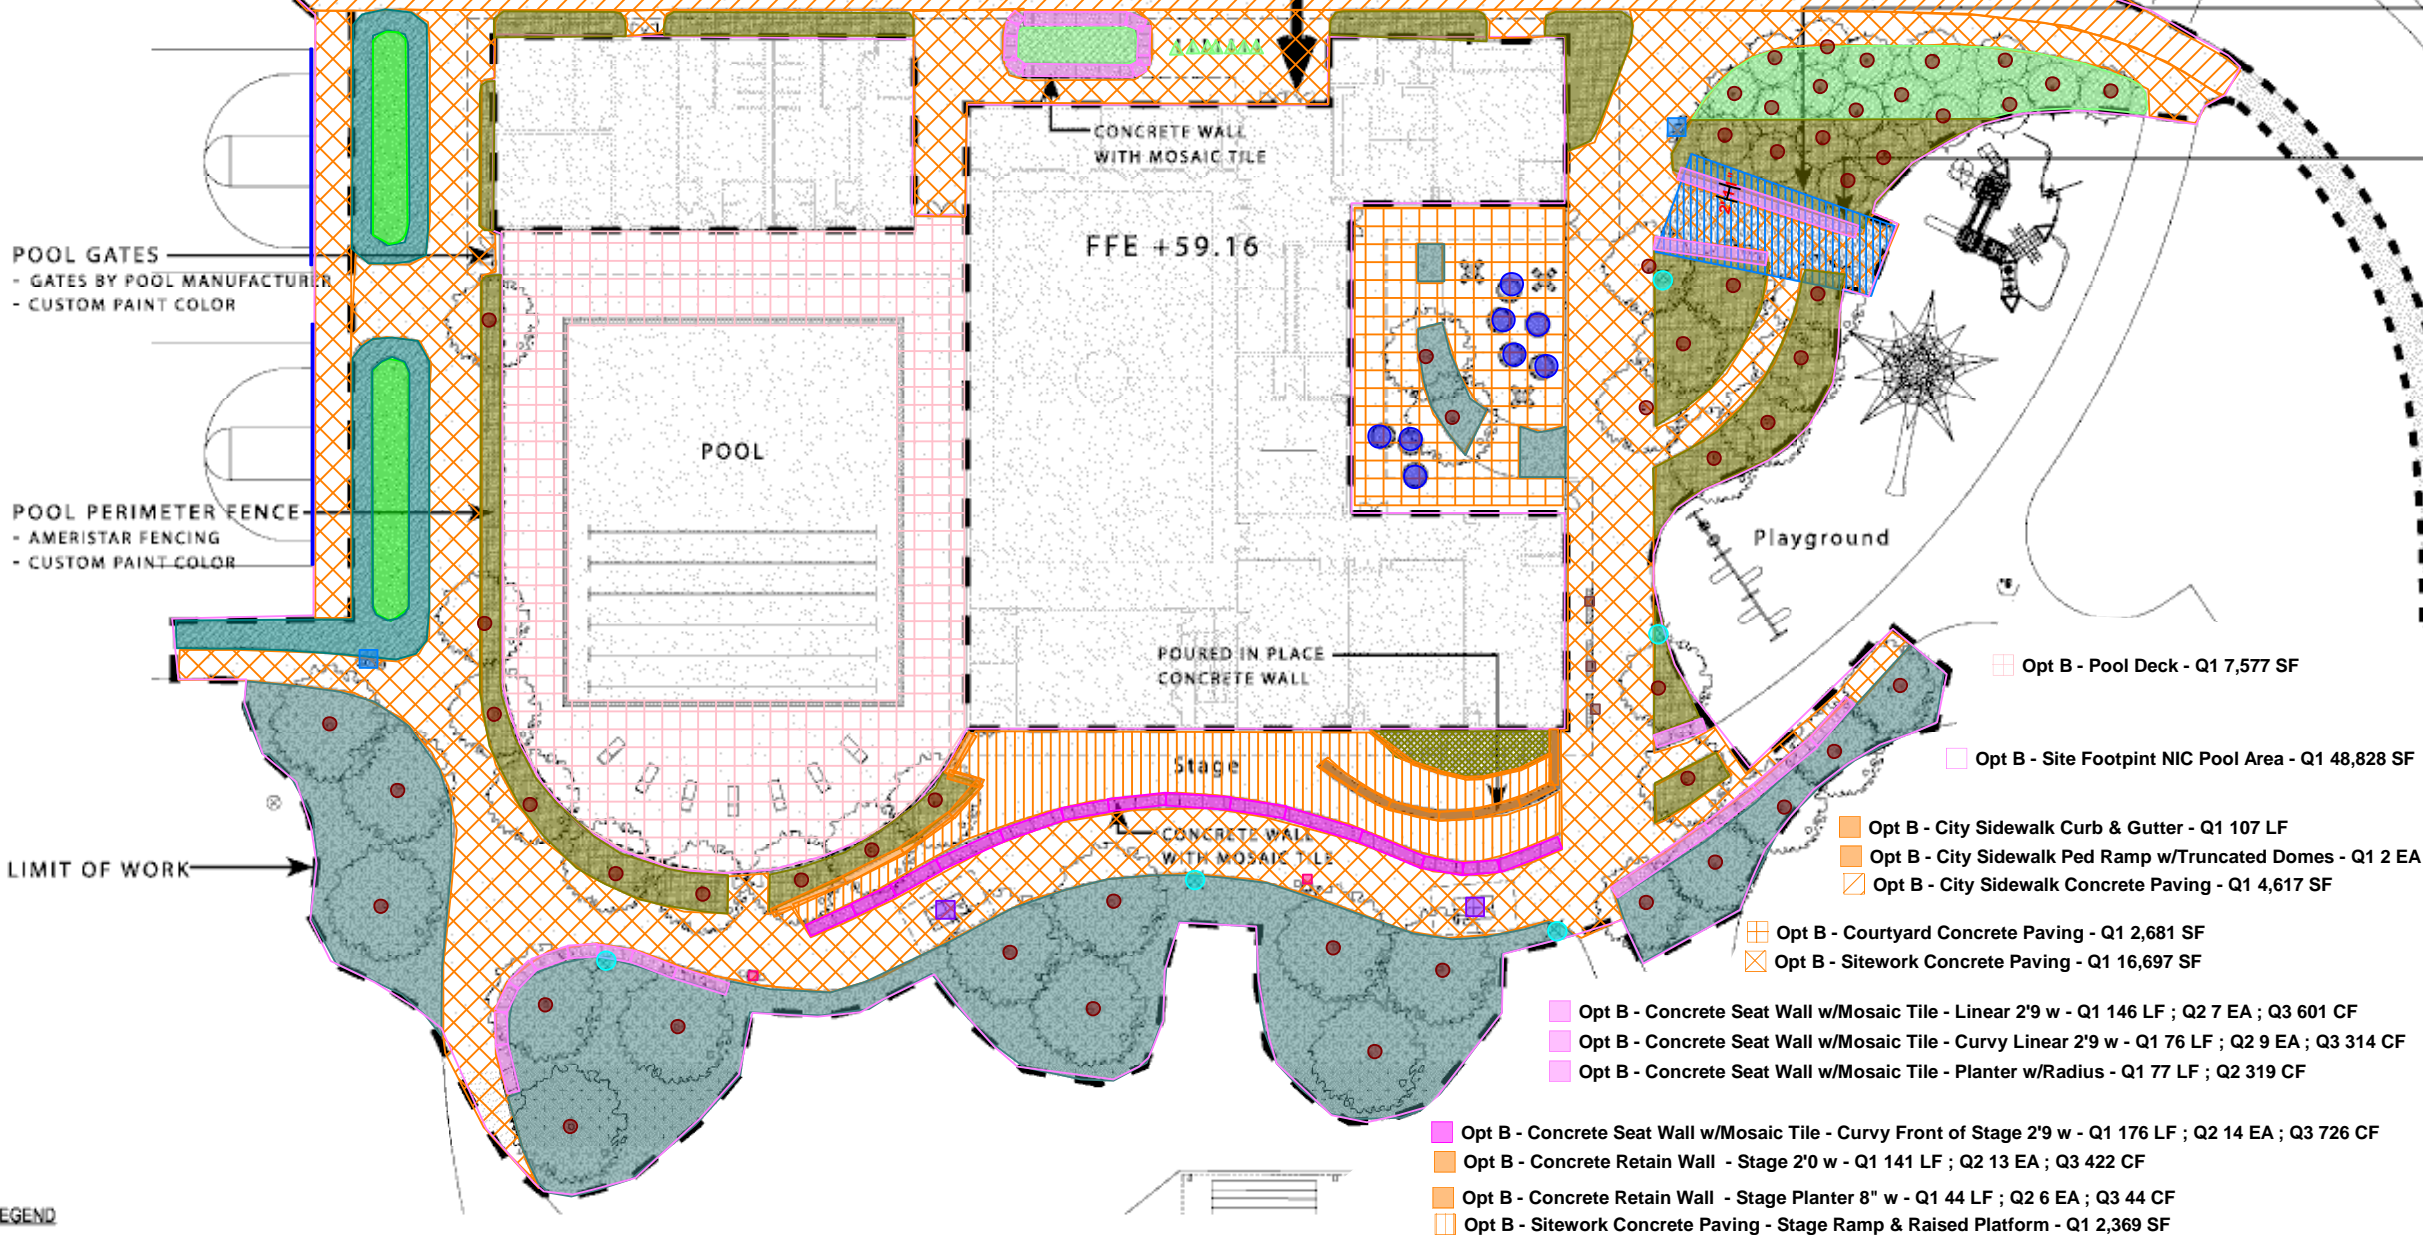 CONCRETE WALL
WITH MOSAIC TILE
FFE +59.16
POOL GATES
- GATES BY POOL MANUFACTURER
- CUSTOM PAINT COLOR
POOL
POOL PERIMETER FENCE
- AMERISTAR FENCING
- CUSTOM PAINT COLOR
Playground
POURED IN PLACE
CONCRETE WALL
Stage
CONCRETE WALL
WITH MOSAIC TILE
LIMIT OF WORK
Opt B - Pool Deck - Q1 7,577 SF
Opt B - Site Footpint NIC Pool Area - Q1 48,828 SF
Opt B - City Sidewalk Curb & Gutter - Q1 107 LF
Opt B - City Sidewalk Ped Ramp w/Truncated Domes - Q1 2 EA
Opt B - City Sidewalk Concrete Paving - Q1 4,617 SF
Opt B - Courtyard Concrete Paving - Q1 2,681 SF
Opt B - Sitework Concrete Paving - Q1 16,697 SF
Opt B - Concrete Seat Wall w/Mosaic Tile - Linear 2'9 w - Q1 146 LF ; Q2 7 EA ; Q3 601 CF
Opt B - Concrete Seat Wall w/Mosaic Tile - Curvy Linear 2'9 w - Q1 76 LF ; Q2 9 EA ; Q3 314 CF
Opt B - Concrete Seat Wall w/Mosaic Tile - Planter w/Radius - Q1 77 LF ; Q2 319 CF
Opt B - Concrete Seat Wall w/Mosaic Tile - Curvy Front of Stage 2'9 w - Q1 176 LF ; Q2 14 EA ; Q3 726 CF
Opt B - Concrete Retain Wall  - Stage 2'0 w - Q1 141 LF ; Q2 13 EA ; Q3 422 CF
Opt B - Concrete Retain Wall  - Stage Planter 8" w - Q1 44 LF ; Q2 6 EA ; Q3 44 CF
Opt B - Sitework Concrete Paving - Stage Ramp & Raised Platform - Q1 2,369 SF
EGEND